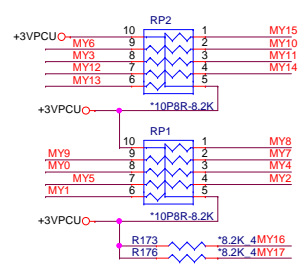 RP2
+3VPCU 10 1 MY15
MY6 9 2 MY10
MY3 8 3 MY11
MY12 7 4 MY14
MY13 6 5
+3VPCU *10P8R-8.2K
RP1
10 1 MY8
MY9 9 2 MY7
MY0 8 3 MY4
MY5 7 4 MY2
MY1 6 5
+3VPCU *10P8R-8.2K
R173 *8.2K_4 MY16
R176 *8.2K_4 MY17